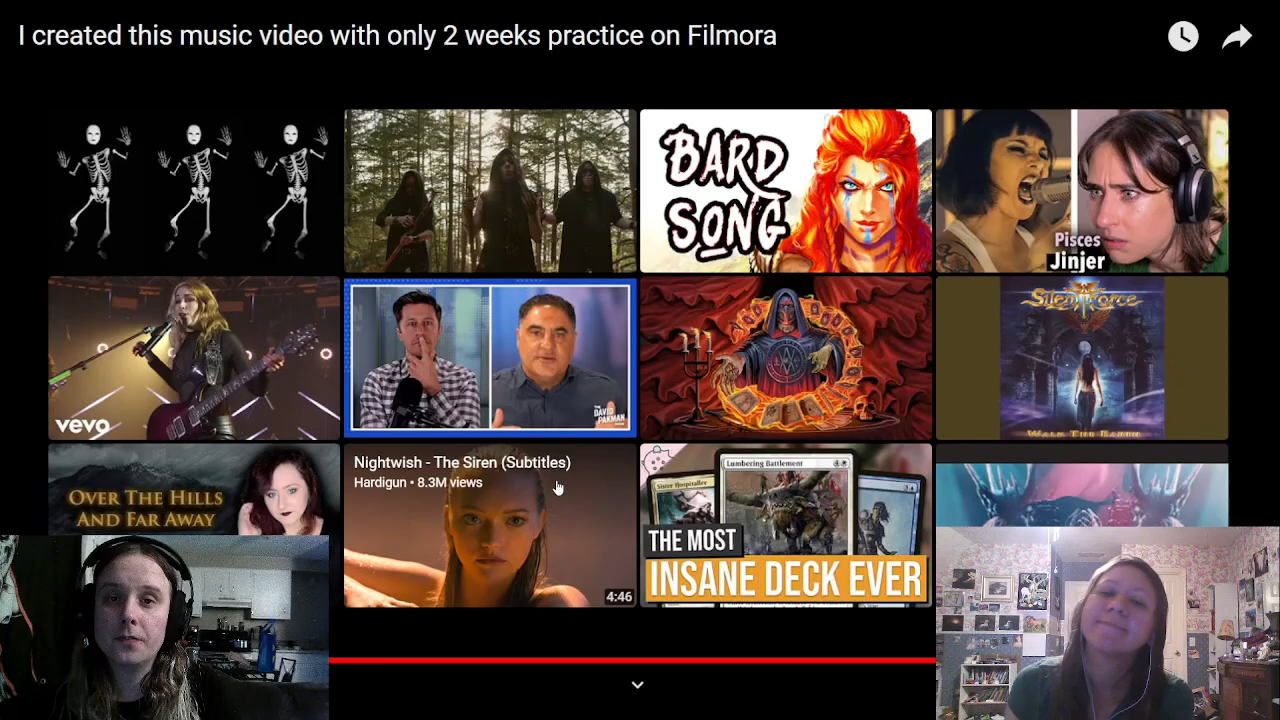 I created this music video with only 2 weeks practice on Filmora
BARD
SONG
Pisces
Jinjer
vevo
THE
DAVID
PAKMAN
SHOW
Silent Force
WALK THE EARTH
OVER THE HILLS
AND FAR AWAY
Nightwish - The Siren (Subtitles)
Hardigun • 8.3M views
4:46
Sister Hospitaller
Lumbering Battlement
THE MOST
INSANE DECK EVER